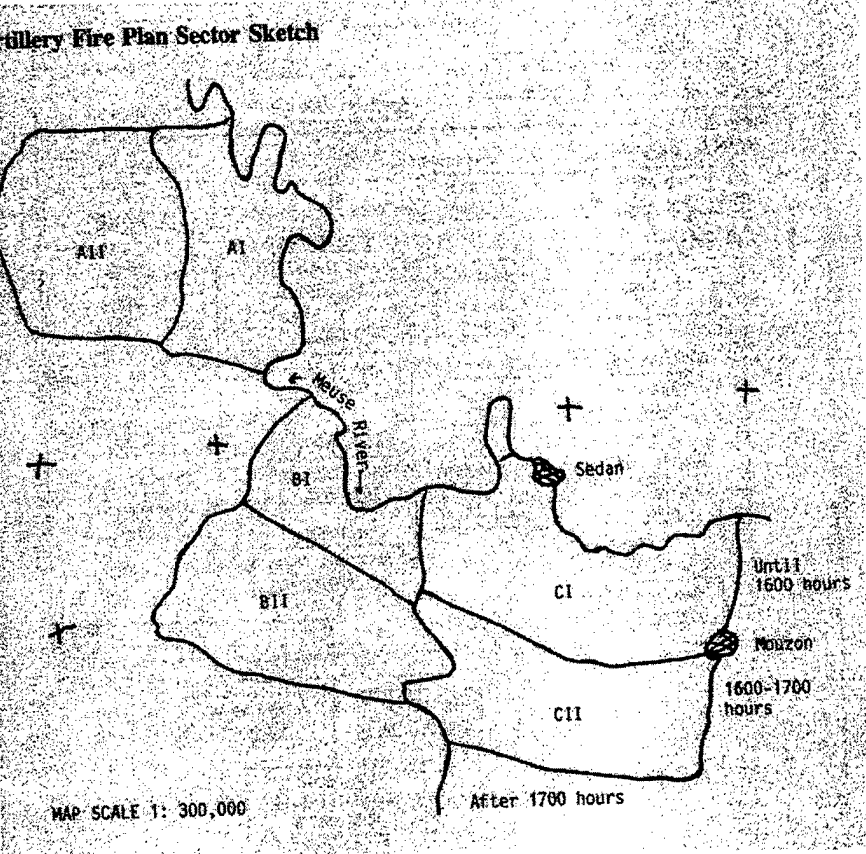 rtillery Fire Plan Sector Sketch
AII
AI
Meuse
River
Sedan
BI
Until
1600 hours
CI
BII
Mouzon
1600-1700
hours
CII
After 1700 hours
MAP SCALE 1: 300,000